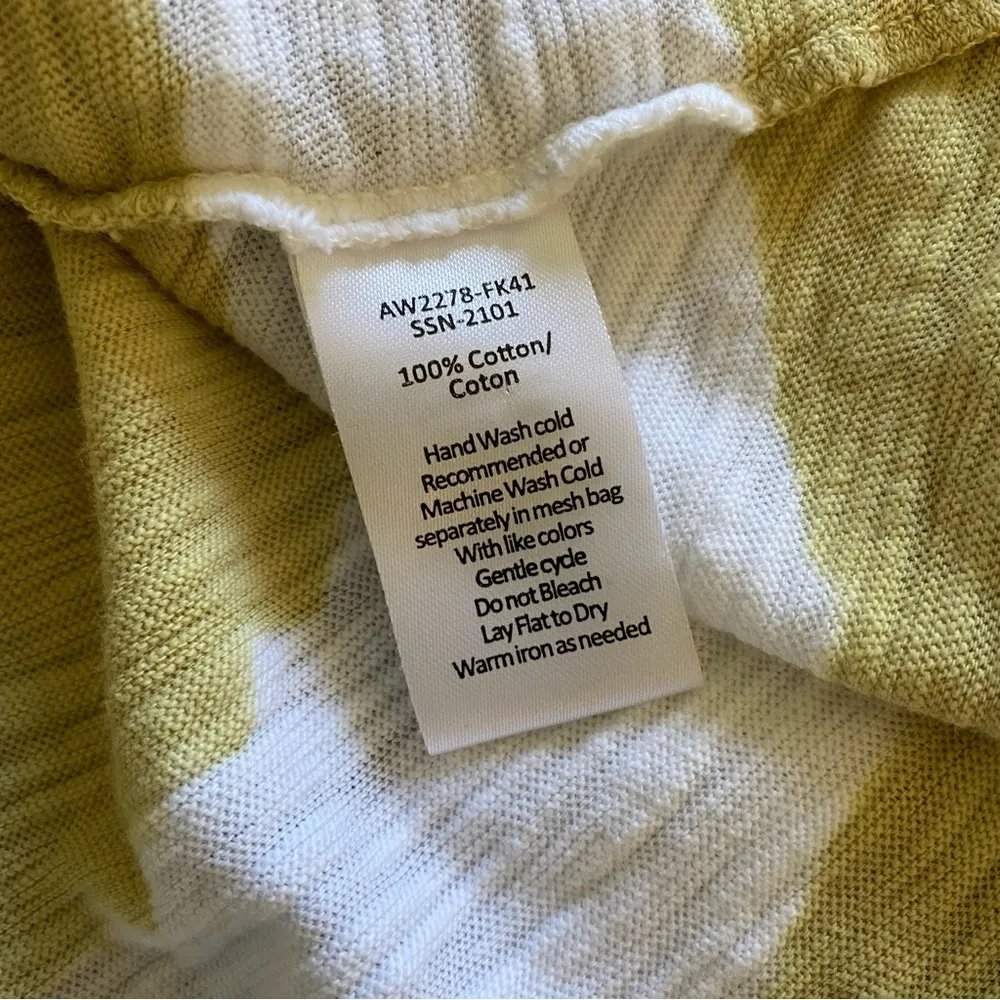 AW2278-FK41
SSN-2101
100% Cotton/
Coton
Hand Wash cold
Recommended or
Machine Wash Cold
separately in mesh bag
With like colors
Gentle cycle
Do not Bleach
Lay Flat to Dry
Warm iron as needed